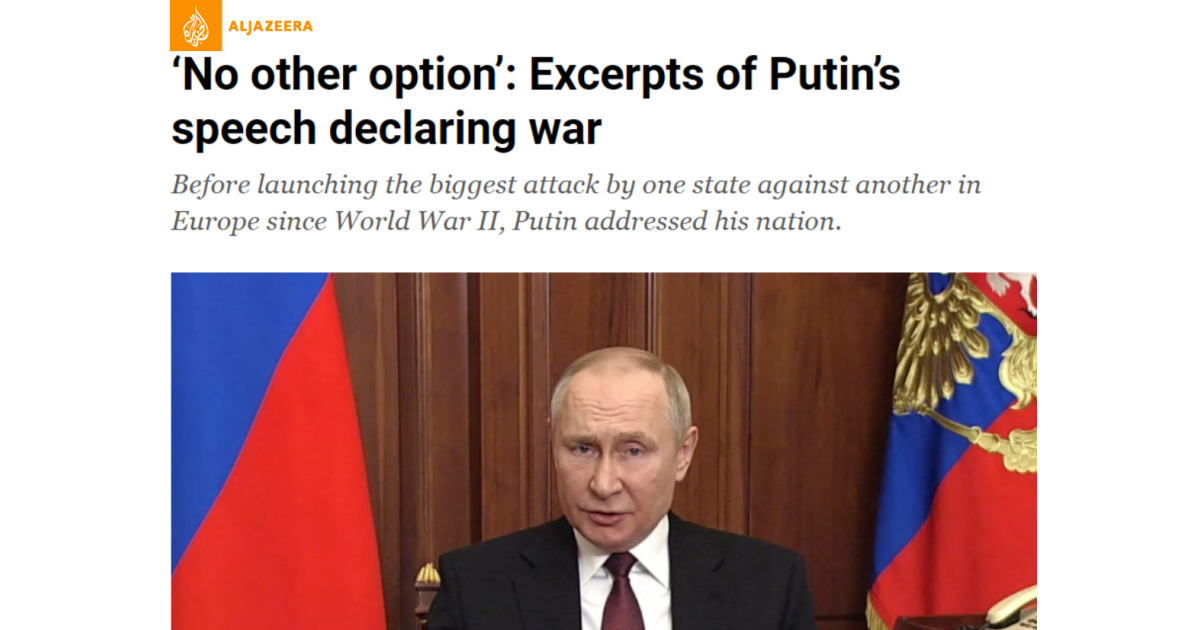 ALJAZEERA
‘No other option’: Excerpts of Putin’s
speech declaring war
Before launching the biggest attack by one state against another in
Europe since World War II, Putin addressed his nation.